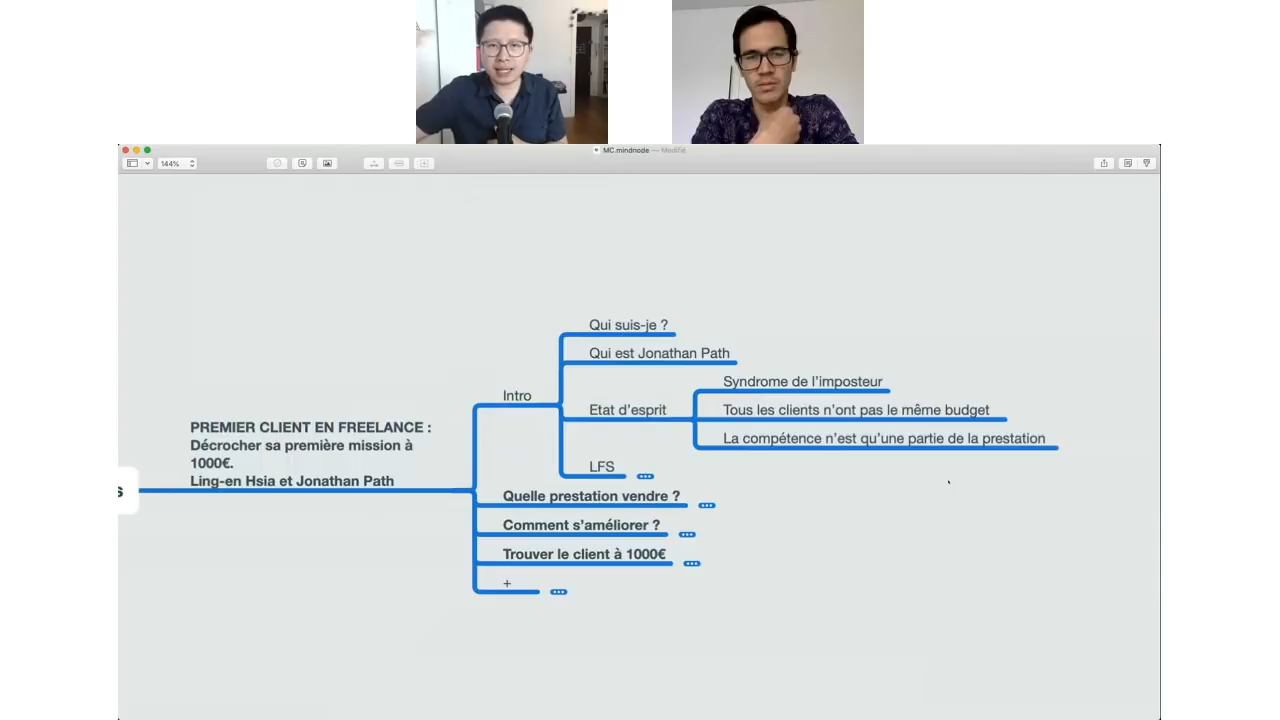 MC.mindnode — Modifié
144%
Qui suis-je ?
Qui est Jonathan Path
Syndrome de l’imposteur
Intro
Etat d’esprit
Tous les clients n’ont pas le même budget
La compétence n’est qu’une partie de la prestation
PREMIER CLIENT EN FREELANCE :
Décrocher sa première mission à
1000€.
Ling-en Hsia et Jonathan Path
LFS
s
Quelle prestation vendre ?
Comment s’améliorer ?
Trouver le client à 1000€
+